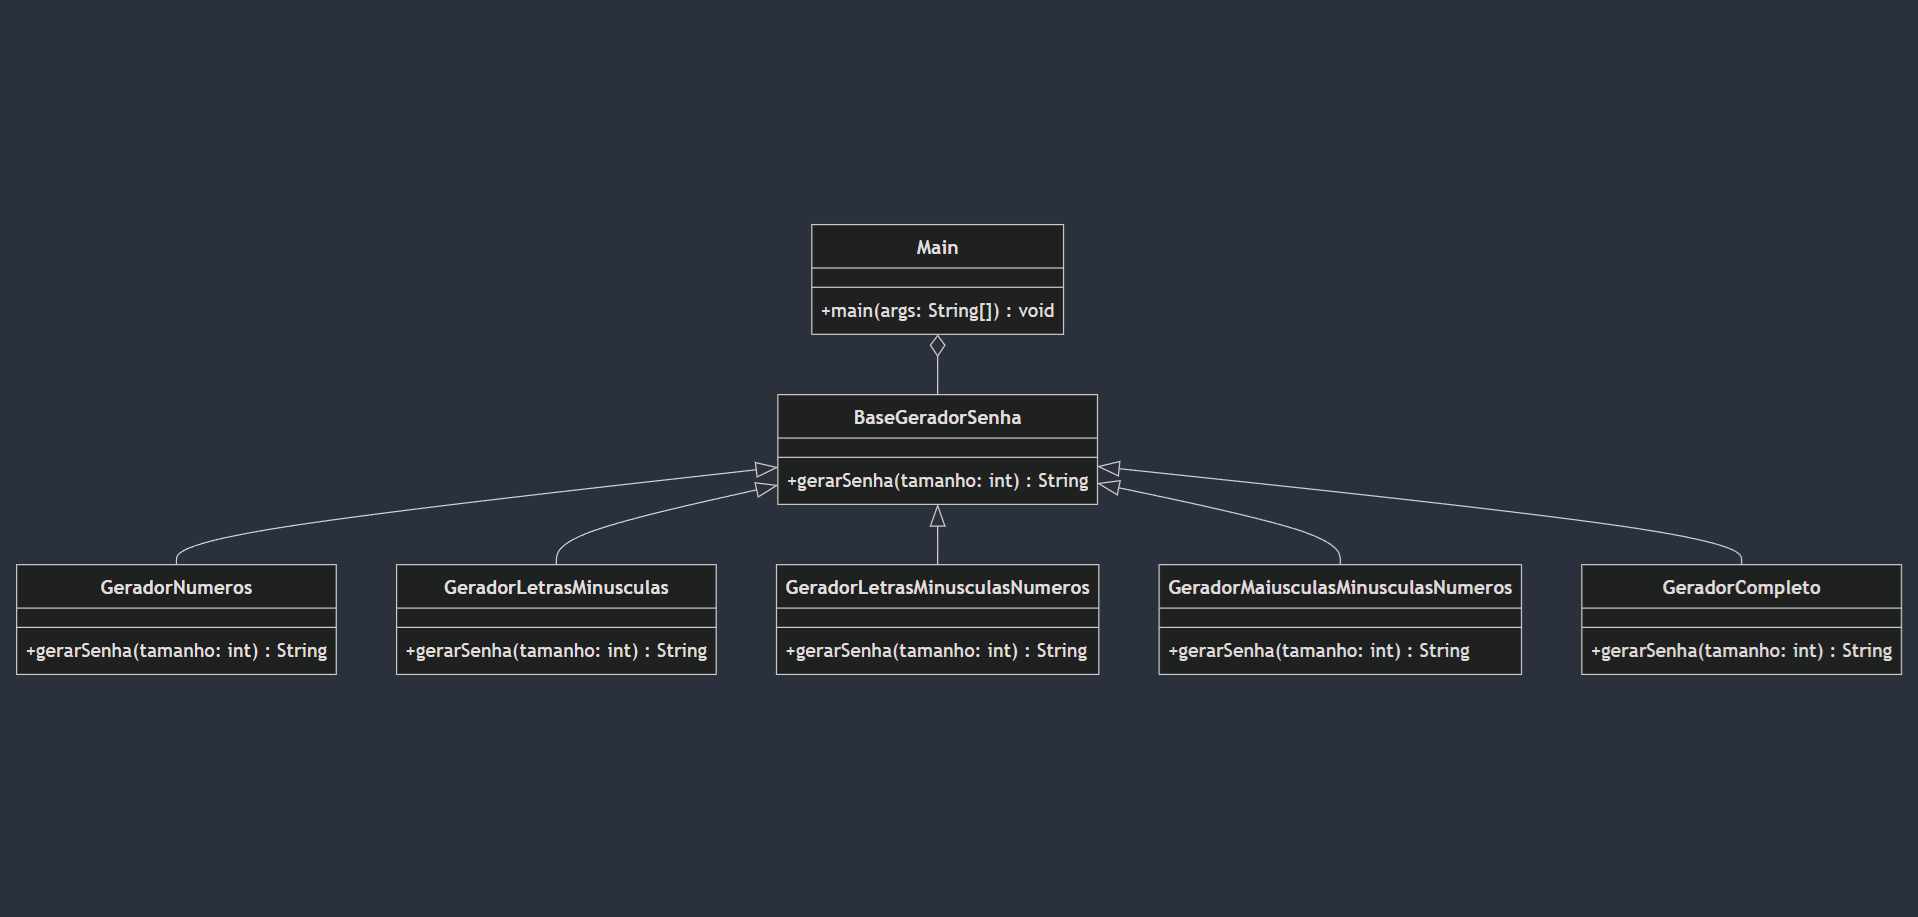 Main
+main(args: String[]) : void
BaseGeradorSenha
+gerarSenha(tamanho: int) : String
GeradorNumeros
+gerarSenha(tamanho: int) : String
GeradorLetrasMinusculas
+gerarSenha(tamanho: int) : String
GeradorLetrasMinusculasNumeros
+gerarSenha(tamanho: int) : String
GeradorMaiusculasMinusculasNumeros
+gerarSenha(tamanho: int) : String
GeradorCompleto
+gerarSenha(tamanho: int) : String